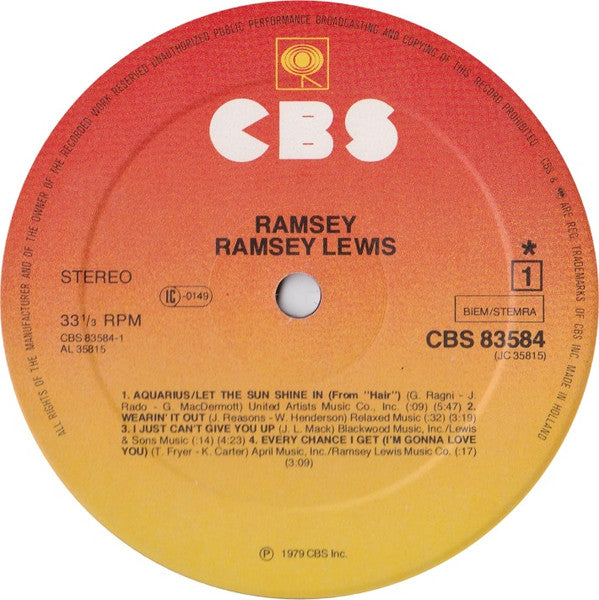 ALL RIGHTS OF THE MANUFACTURER AND OF THE OWNER OF THE RECORDED WORK RESERVED UNAUTHORIZED PUBLIC PERFORMANCE BROADCASTING AND COPYING OF THIS RECORD PROHIBITED · CBS & ARE REG. TRADEMARKS OF CBS INC. MADE IN HOLLAND
CBS
RAMSEY
RAMSEY LEWIS
STEREO
IC -0149
* 1
33 1/3 RPM
BIEM/STEMRA
CBS 83584-1
AL 35815
CBS 83584
(JC 35815)
1. AQUARIUS/LET THE SUN SHINE IN (From "Hair") (G. Ragni - J.
Rado - G. MacDermott) United Artists Music Co., Inc. (:09) (5:47) 2.
WEARIN' IT OUT (J. Reasons - W. Henderson) Relaxed Music (:32) (3:19)
3. I JUST CAN'T GIVE YOU UP (J. L. Mack) Blackwood Music, Inc./Lewis
& Sons Music (:14) (4:23) 4. EVERY CHANCE I GET (I'M GONNA LOVE
YOU) (T. Fryer - K. Carter) April Music, Inc./Ramsey Lewis Music Co. (:17)
(3:09)
℗ 1979 CBS Inc.